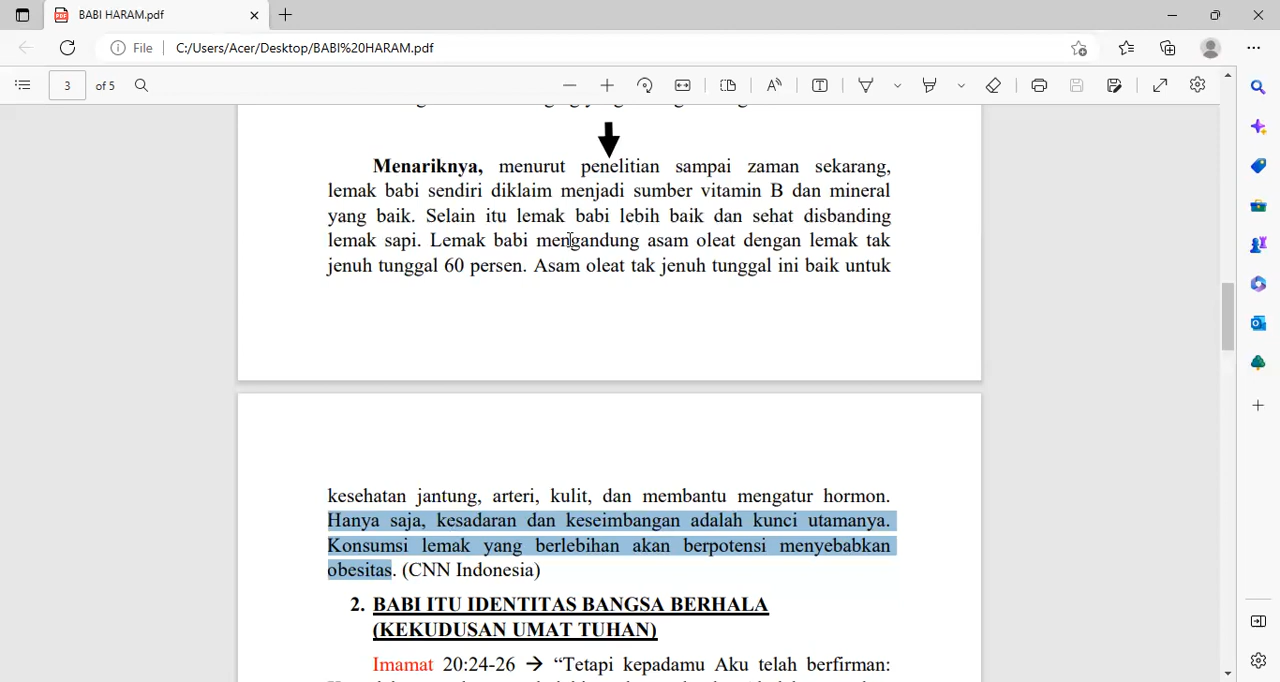 BABI HARAM.pdf
File
C:/Users/Acer/Desktop/BABI%20HARAM.pdf
3 of 5
Menariknya, menurut penelitian sampai zaman sekarang,
lemak babi sendiri diklaim menjadi sumber vitamin B dan mineral
yang baik. Selain itu lemak babi lebih baik dan sehat disbanding
lemak sapi. Lemak babi mengandung asam oleat dengan lemak tak
jenuh tunggal 60 persen. Asam oleat tak jenuh tunggal ini baik untuk
kesehatan jantung, arteri, kulit, dan membantu mengatur hormon.
Hanya saja, kesadaran dan keseimbangan adalah kunci utamanya.
Konsumsi lemak yang berlebihan akan berpotensi menyebabkan
obesitas. (CNN Indonesia)
2. BABI ITU IDENTITAS BANGSA BERHALA
(KEKUDUSAN UMAT TUHAN)
Imamat 20:24-26 → “Tetapi kepadamu Aku telah berfirman: